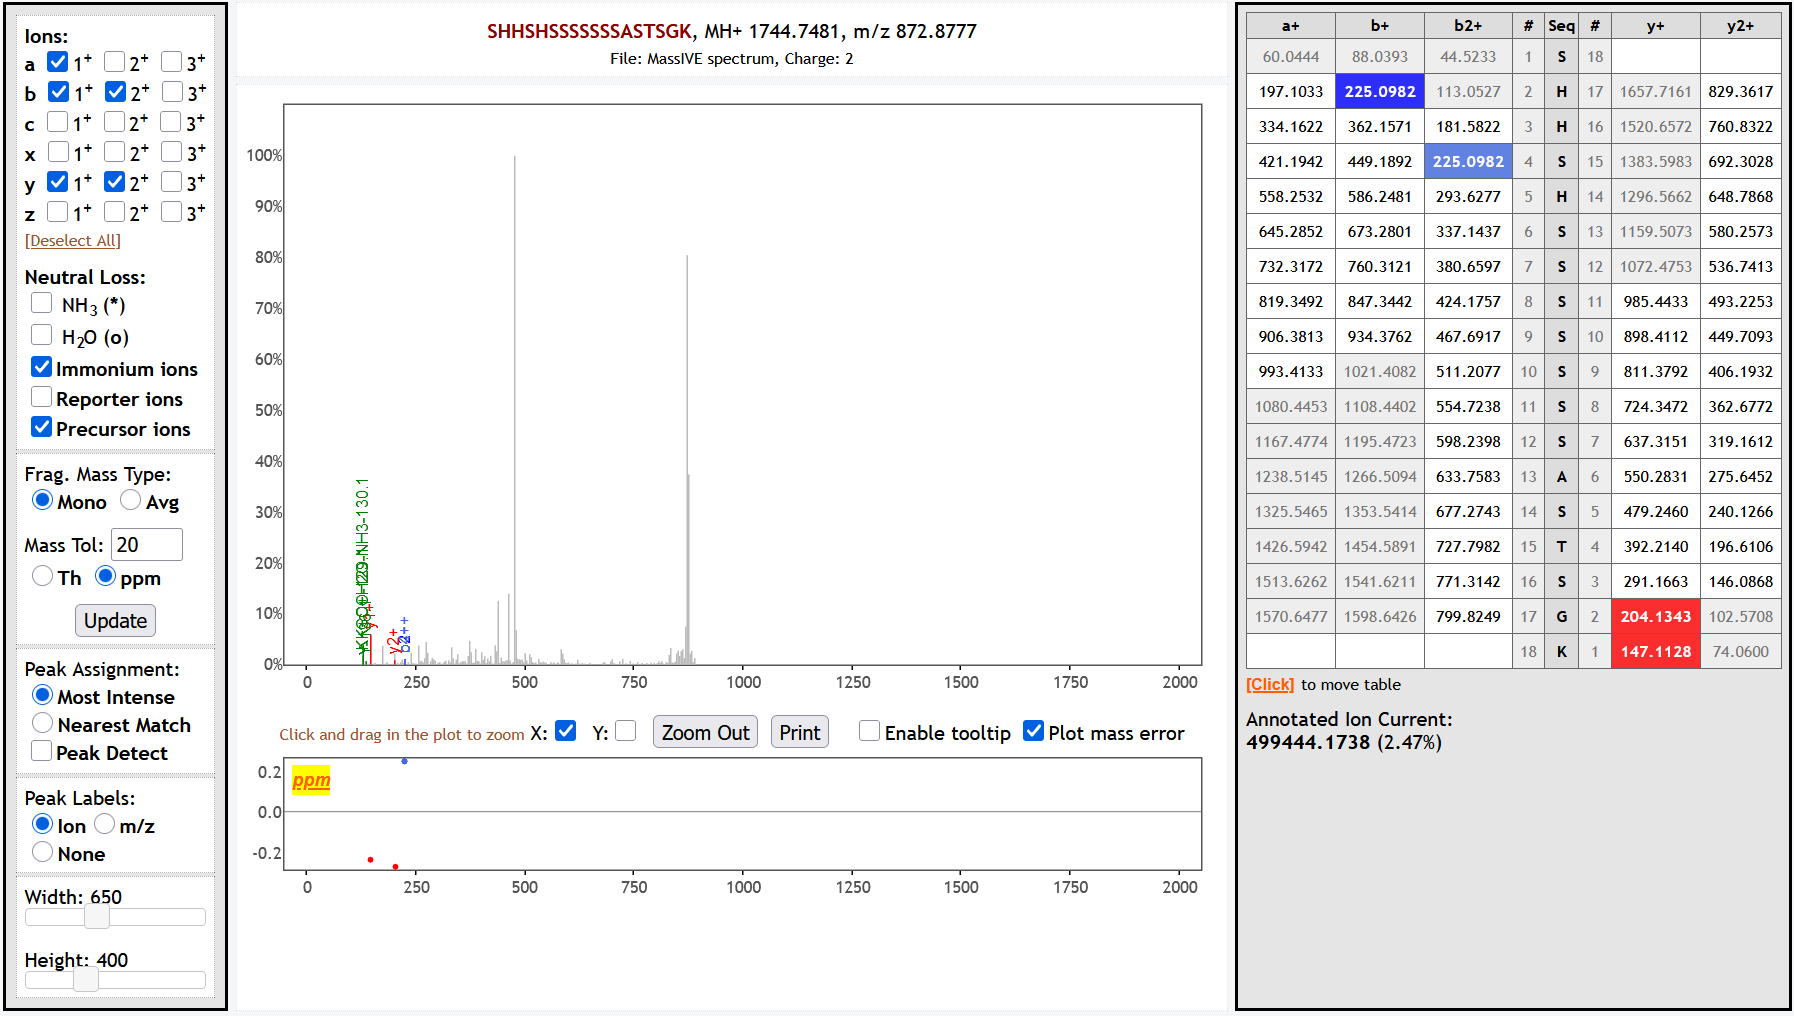 Ions:
a 1+ 2+ 3+
b 1+ 2+ 3+
c 1+ 2+ 3+
x 1+ 2+ 3+
y 1+ 2+ 3+
z 1+ 2+ 3+
[Deselect All]
Neutral Loss:
NH3 (*)
H2O (o)
Immonium ions
Reporter ions
Precursor ions
Frag. Mass Type:
Mono Avg
Mass Tol: 20
Th ppm
Update
Peak Assignment:
Most Intense
Nearest Match
Peak Detect
Peak Labels:
Ion m/z
None
Width: 650
Height: 400
SHHSHSSSSSSSASTSGK, MH+ 1744.7481, m/z 872.8777
File: MassIVE spectrum, Charge: 2
100%
90%
80%
70%
60%
50%
40%
30%
20%
10%
0%
0 250 500 750 1000 1250 1500 1750 2000
Click and drag in the plot to zoom X: Y: Zoom Out Print Enable tooltip Plot mass error
ppm
0.2
0.0
-0.2
0 250 500 750 1000 1250 1500 1750 2000
a+ b+ b2+ # Seq # y+ y2+
60.0444 88.0393 44.5233 1 S 18
197.1033 225.0982 113.0527 2 H 17 1657.7161 829.3617
334.1622 362.1571 181.5822 3 H 16 1520.6572 760.8322
421.1942 449.1892 225.0982 4 S 15 1383.5983 692.3028
558.2532 586.2481 293.6277 5 H 14 1296.5662 648.7868
645.2852 673.2801 337.1437 6 S 13 1159.5073 580.2573
732.3172 760.3121 380.6597 7 S 12 1072.4753 536.7413
819.3492 847.3442 424.1757 8 S 11 985.4433 493.2253
906.3813 934.3762 467.6917 9 S 10 898.4112 449.7093
993.4133 1021.4082 511.2077 10 S 9 811.3792 406.1932
1080.4453 1108.4402 554.7238 11 S 8 724.3472 362.6772
1167.4774 1195.4723 598.2398 12 S 7 637.3151 319.1612
1238.5145 1266.5094 633.7583 13 A 6 550.2831 275.6452
1325.5465 1353.5414 677.2743 14 S 5 479.2460 240.1266
1426.5942 1454.5891 727.7982 15 T 4 392.2140 196.6106
1513.6262 1541.6211 771.3142 16 S 3 291.1663 146.0868
1570.6477 1598.6426 799.8249 17 G 2 204.1343 102.5708
18 K 1 147.1128 74.0600
[Click] to move table
Annotated Ion Current:
499444.1738 (2.47%)